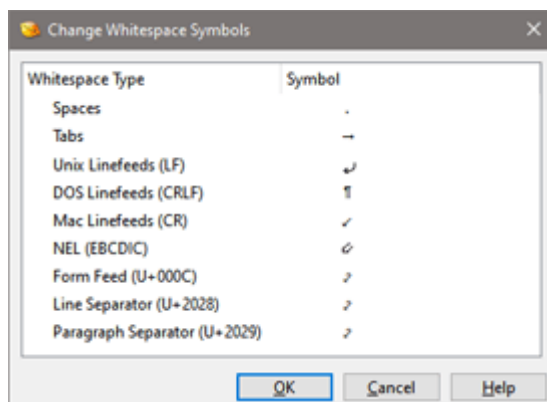 Change Whitespace Symbols
Whitespace Type Symbol
Spaces .
Tabs →
Unix Linefeeds (LF)
DOS Linefeeds (CRLF) ¶
Mac Linefeeds (CR)
NEL (EBCDIC)
Form Feed (U+000C)
Line Separator (U+2028)
Paragraph Separator (U+2029)
OK Cancel Help